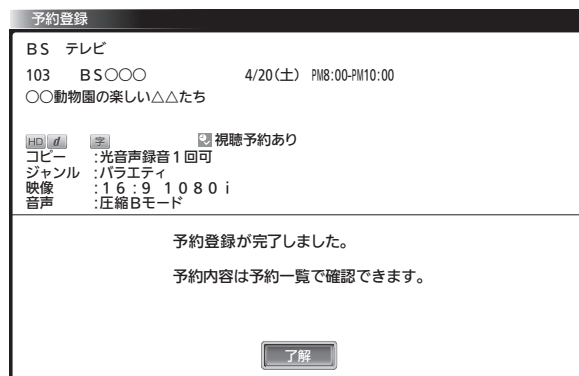 予約登録
BS テレビ
103 BS○○○ 4/20(土) PM8:00-PM10:00
○○動物園の楽しい△△たち
HD d 字 視聴予約あり
コピー :光音声録音1回可
ジャンル :バラエティ
映像 :16:9 1080i
音声 :圧縮Bモード
予約登録が完了しました。
予約内容は予約一覧で確認できます。
了解